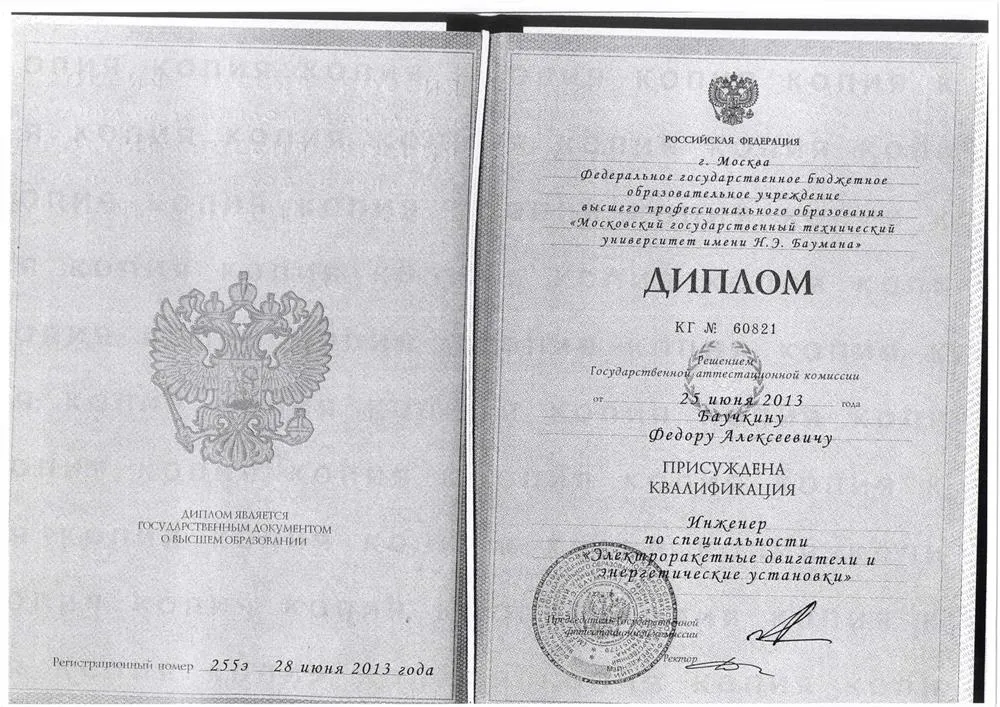 ДИПЛОМ ЯВЛЯЕТСЯ
ГОСУДАРСТВЕННЫМ ДОКУМЕНТОМ
О ВЫСШЕМ ОБРАЗОВАНИИ
Регистрационный номер 255э 28 июня 2013 года
РОССИЙСКАЯ ФЕДЕРАЦИЯ
г. Москва
Федеральное государственное бюджетное
образовательное учреждение
высшего профессионального образования
«Московский государственный технический
университет имени Н.Э. Баумана»
ДИПЛОМ
КГ № 60821
Решением
Государственной аттестационной комиссии
от 25 июня 2013 года
Баучкину
Федору Алексеевичу
ПРИСУЖДЕНА
КВАЛИФИКАЦИЯ
Инженер
по специальности
«Электроракетные двигатели и
энергетические установки»
Председатель Государственной
аттестационной комиссии
Ректор
КОПИЯ